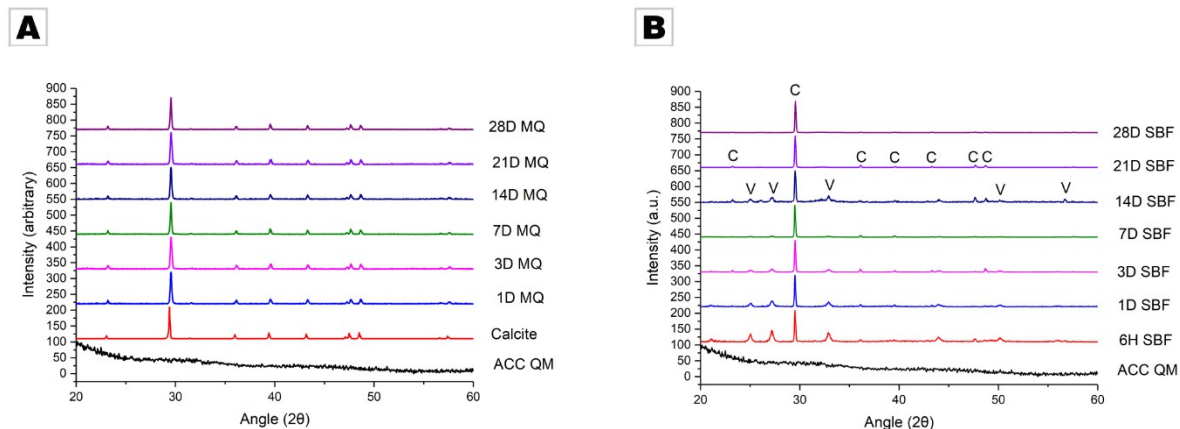 A
Intensity (arbitrary)
900
850
800
750
700
650
600
550
500
450
400
350
300
250
200
150
100
50
0
28D MQ
21D MQ
14D MQ
7D MQ
3D MQ
1D MQ
Calcite
ACC QM
20 30 40 50 60
Angle (2θ)
B
Intensity (a.u.)
900
850
800
750
700
650
600
550
500
450
400
350
300
250
200
150
100
50
0
C
C C C C C C
V V V V V
28D SBF
21D SBF
14D SBF
7D SBF
3D SBF
1D SBF
6H SBF
ACC QM
20 30 40 50 60
Angle (2θ)